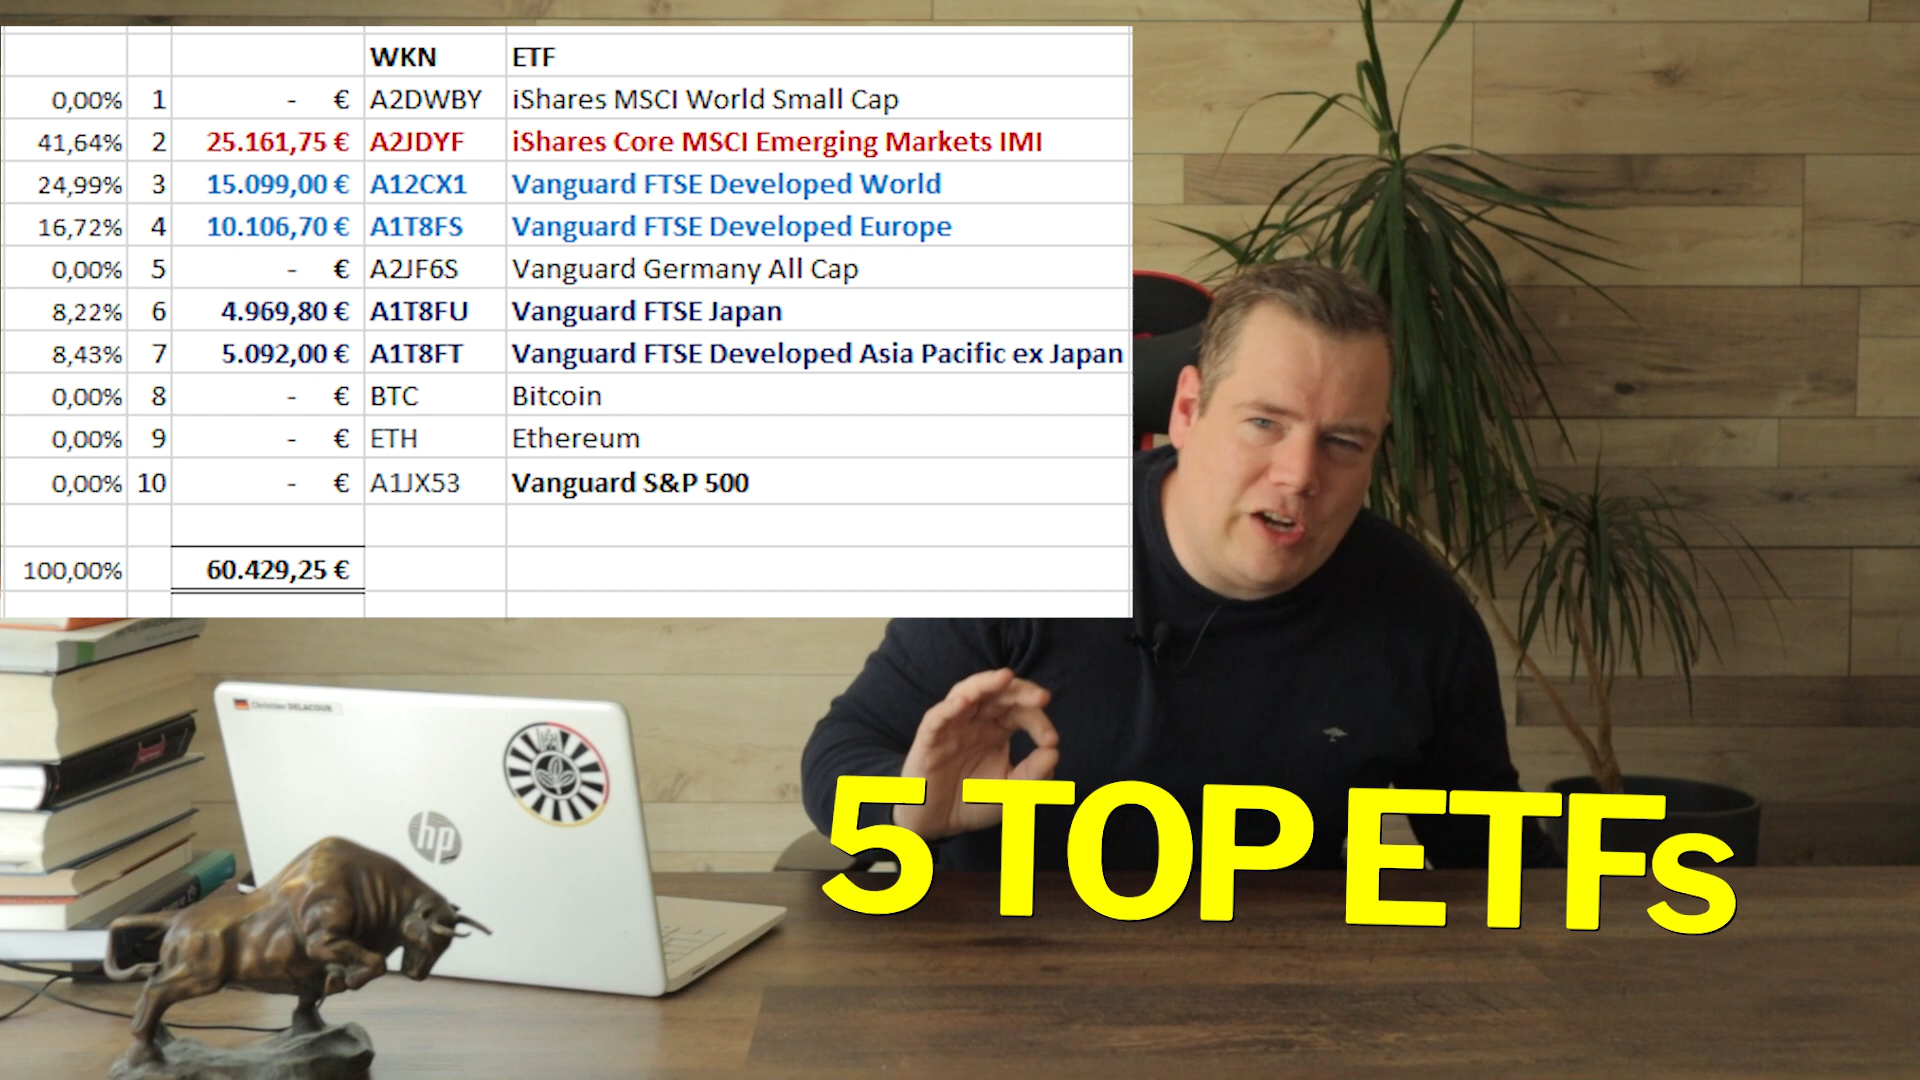 WKN ETF
0,00% 1 - € A2DWBY iShares MSCI World Small Cap
41,64% 2 25.161,75 € A2JDYF iShares Core MSCI Emerging Markets IMI
24,99% 3 15.099,00 € A12CX1 Vanguard FTSE Developed World
16,72% 4 10.106,70 € A1T8FS Vanguard FTSE Developed Europe
0,00% 5 - € A2JF6S Vanguard Germany All Cap
8,22% 6 4.969,80 € A1T8FU Vanguard FTSE Japan
8,43% 7 5.092,00 € A1T8FT Vanguard FTSE Developed Asia Pacific ex Japan
0,00% 8 - € BTC Bitcoin
0,00% 9 - € ETH Ethereum
0,00% 10 - € A1JX53 Vanguard S&P 500
100,00% 60.429,25 €
Christian DELACOUR
hp
5 TOP ETFs